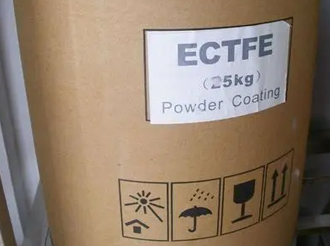 ECTFE
(25kg)
Powder Coating